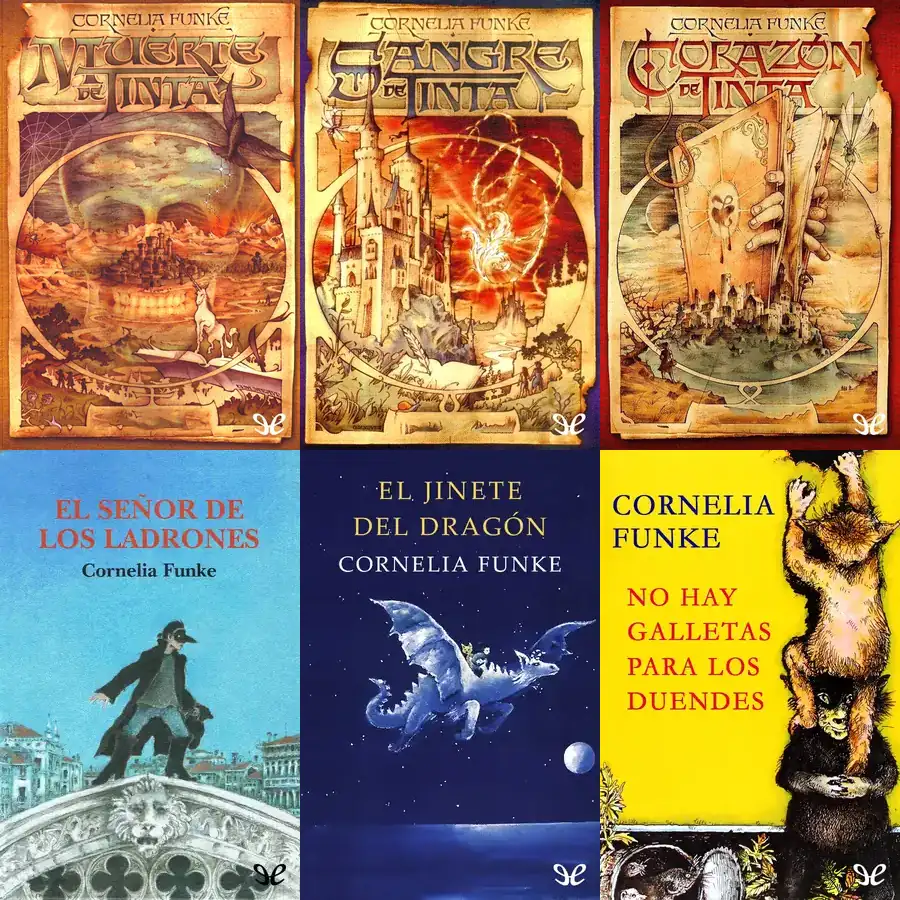 CORNELIA FUNKE
MUERTE
DE TINTA
CORNELIA FUNKE
SANGRE
DE TINTA
CORNELIA FUNKE
CORAZÓN
DE TINTA
EL SEÑOR DE
LOS LADRONES
Cornelia Funke
EL JINETE
DEL DRAGÓN
CORNELIA FUNKE
CORNELIA
FUNKE
NO HAY
GALLETAS
PARA LOS
DUENDES